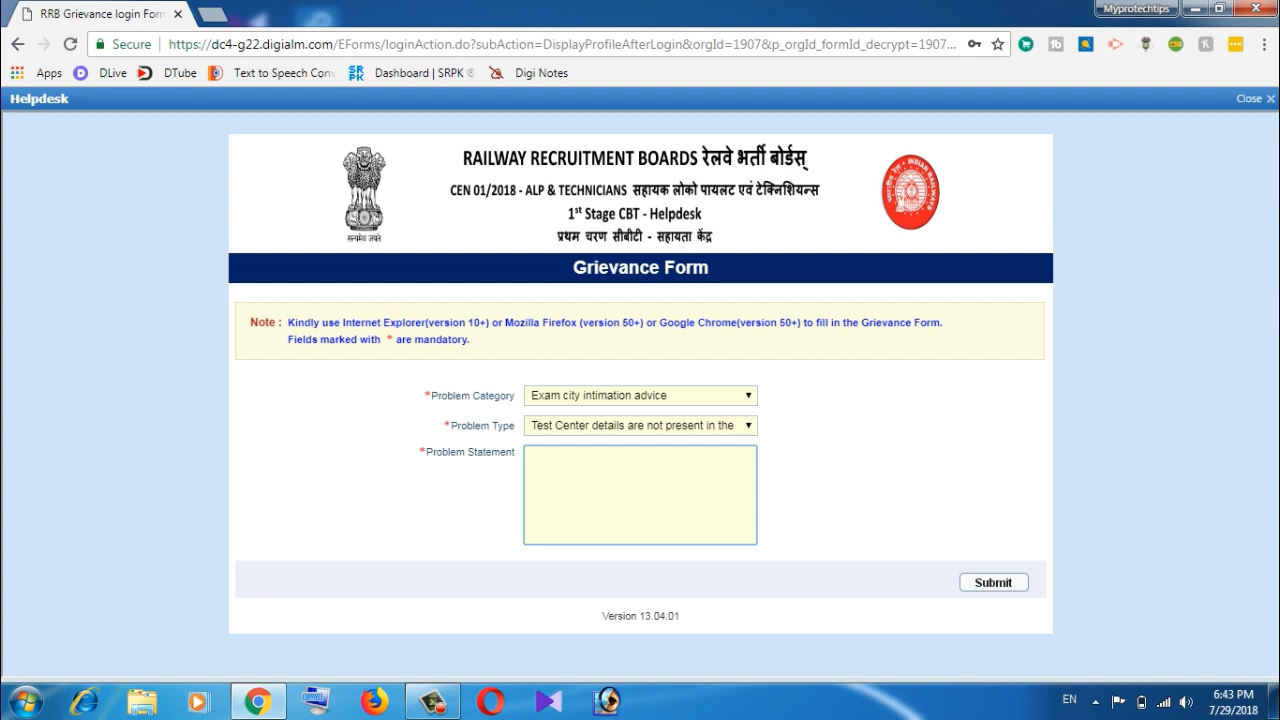 RRB Grievance login Form
Myprotechtips
Secure
https://dc4-g22.digialm.com/EForms/loginAction.do?subAction=DisplayProfileAfterLogin&orgId=1907&p_orgId_formId_decrypt=1907...
Apps
DLive
DTube
Text to Speech Conv
Dashboard | SRPK ®
Digi Notes
Helpdesk
Close
RAILWAY RECRUITMENT BOARDS रेलवे भर्ती बोर्डस्
CEN 01/2018 - ALP & TECHNICIANS सहायक लोको पायलट एवं टेक्निशियन्स
1st Stage CBT - Helpdesk
प्रथम चरण सीबीटी - सहायता केंद्र
सत्यमेव जयते
INDIAN RAILWAYS
भारतीय रेल
Grievance Form
Note : Kindly use Internet Explorer(version 10+) or Mozilla Firefox (version 50+) or Google Chrome(version 50+) to fill in the Grievance Form.
Fields marked with * are mandatory.
*Problem Category
Exam city intimation advice
*Problem Type
Test Center details are not present in the
*Problem Statement
Submit
Version 13.04.01
EN
6:43 PM
7/29/2018